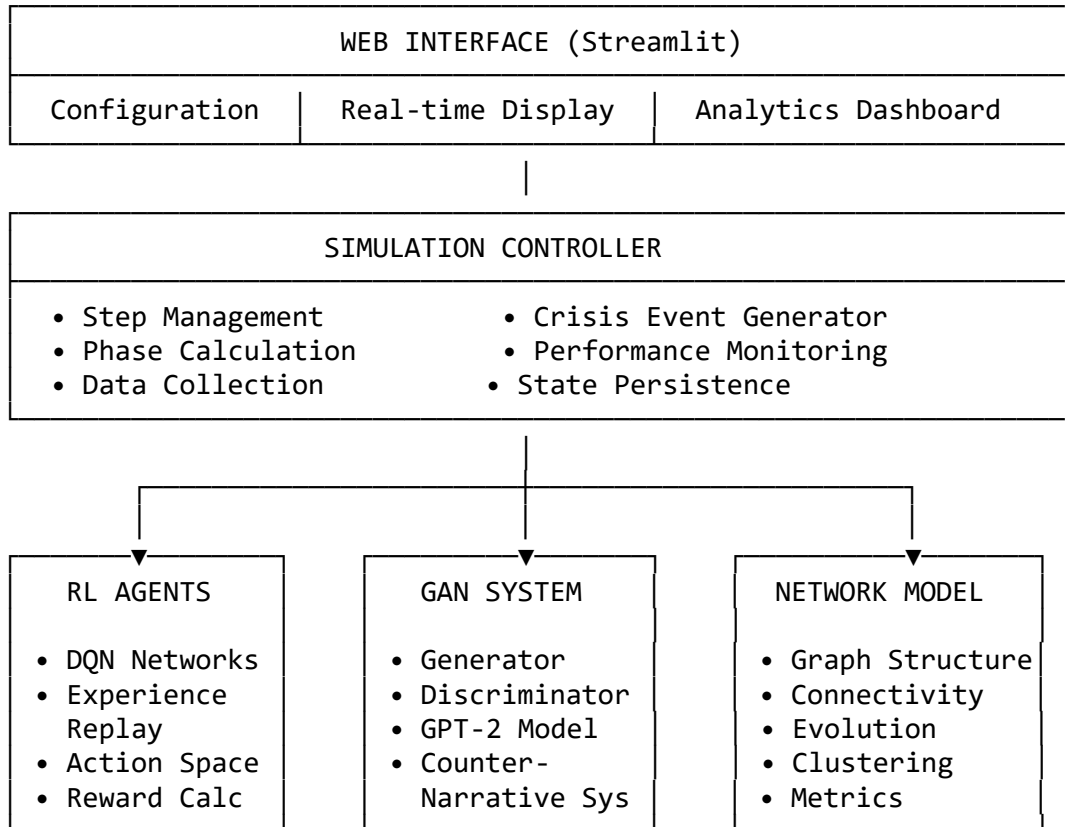 WEB INTERFACE (Streamlit)
Configuration Real-time Display Analytics Dashboard
SIMULATION CONTROLLER
• Step Management • Crisis Event Generator
• Phase Calculation • Performance Monitoring
• Data Collection • State Persistence
RL AGENTS GAN SYSTEM NETWORK MODEL
• DQN Networks • Generator • Graph Structure
• Experience • Discriminator • Connectivity
Replay • GPT-2 Model • Evolution
• Action Space • Counter- • Clustering
• Reward Calc Narrative Sys • Metrics